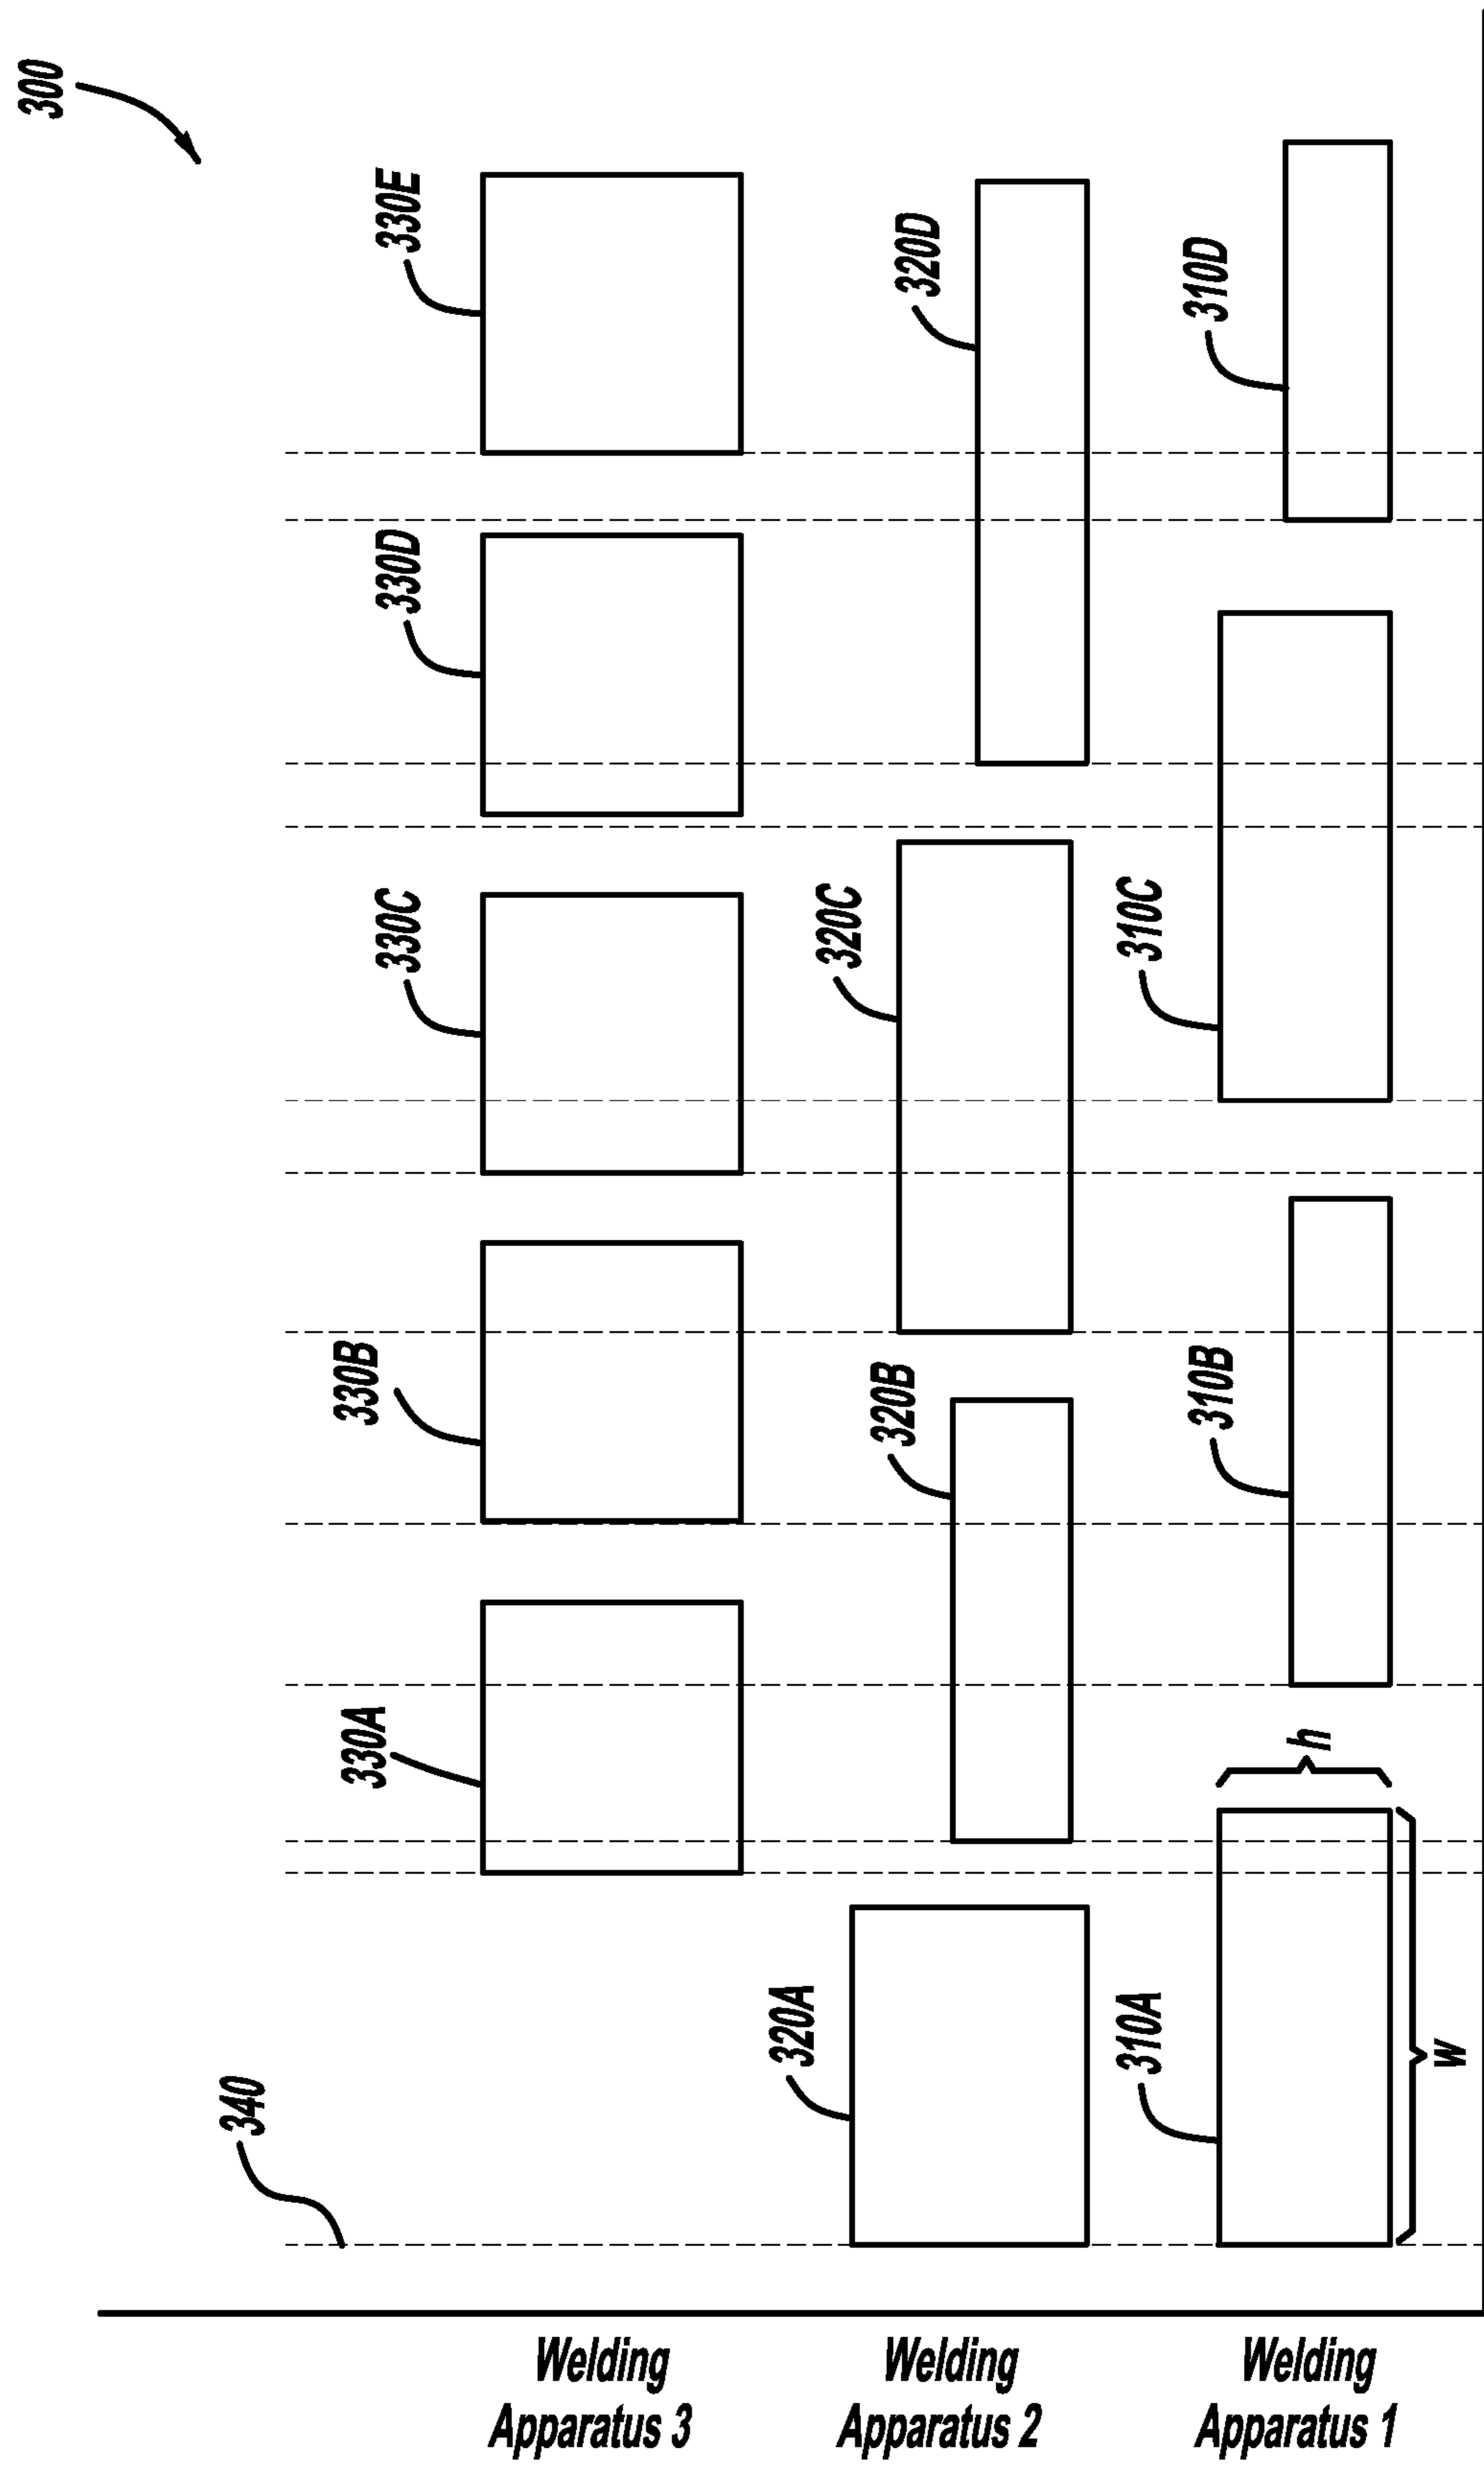 300
330E
330D
320D
310D
330C
320C
310C
330B
320B
310B
330A
h
340
320A
310A
w
Welding
Apparatus 3
Welding
Apparatus 2
Welding
Apparatus 1